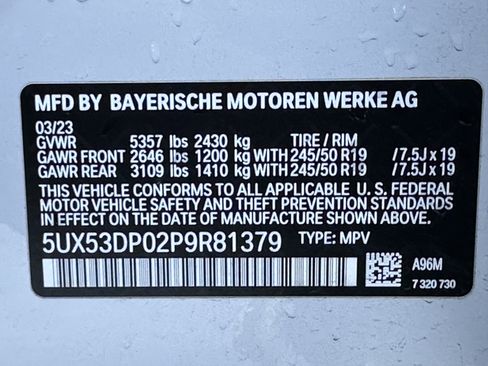 MFD BY BAYERISCHE MOTOREN WERKE AG
03/23
GVWR 5357 lbs 2430 kg TIRE / RIM
GAWR FRONT 2646 lbs 1200 kg WITH 245/50 R19 /7.5J x 19
GAWR REAR 3109 lbs 1410 kg WITH 245/50 R19 /7.5J x 19
THIS VEHICLE CONFORMS TO ALL APPLICABLE U. S. FEDERAL
MOTOR VEHICLE SAFETY AND THEFT PREVENTION STANDARDS
IN EFFECT ON THE DATE OF MANUFACTURE SHOWN ABOVE.
5UX53DP02P9R81379 TYPE: MPV
A96M
7 320 730